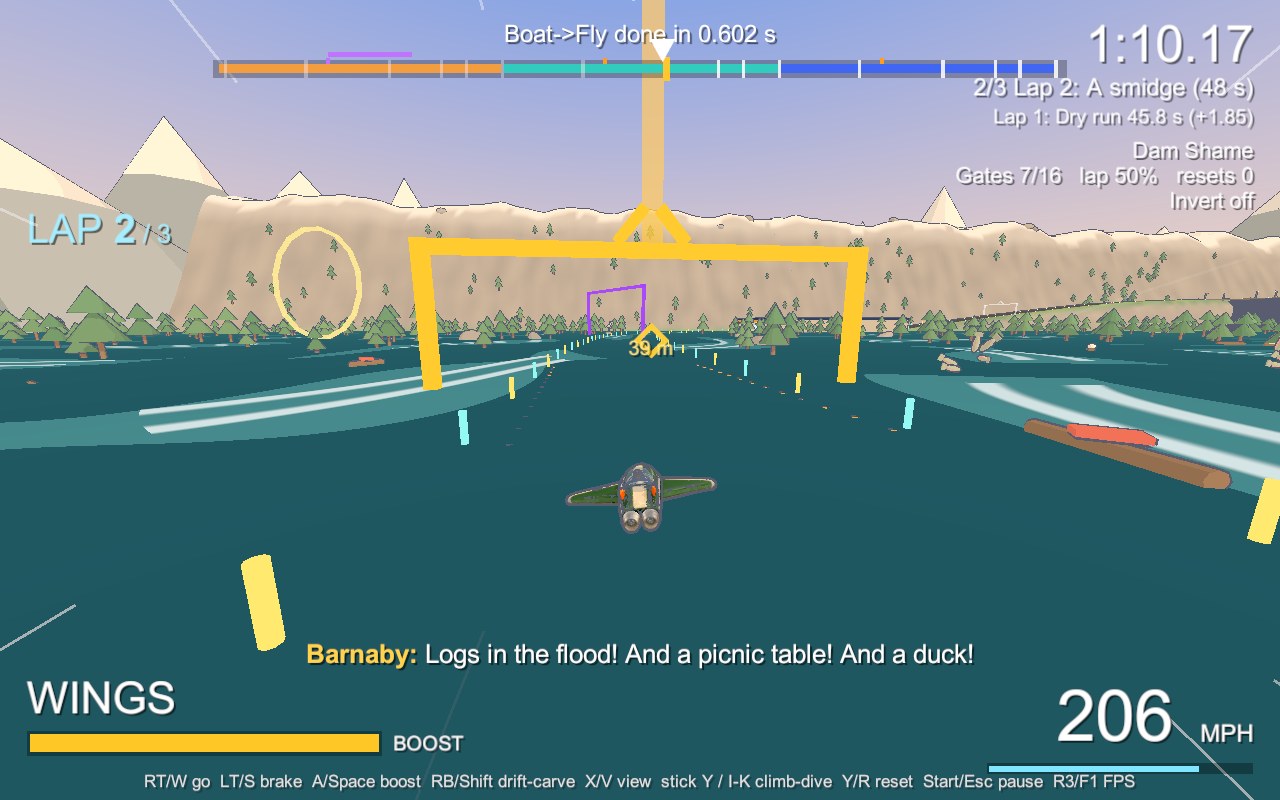 Boat->Fly done in 0.602 s
1:10.17
2/3 Lap 2: A smidge (48 s)
Lap 1: Dry run 45.8 s (+1.85)
Dam Shame
Gates 7/16 lap 50% resets 0
Invert off
LAP 2 / 3
39 m
Barnaby: Logs in the flood! And a picnic table! And a duck!
WINGS
BOOST
206 MPH
RT/W go LT/S brake A/Space boost RB/Shift drift-carve X/V view stick Y / I-K climb-dive Y/R reset Start/Esc pause R3/F1 FPS